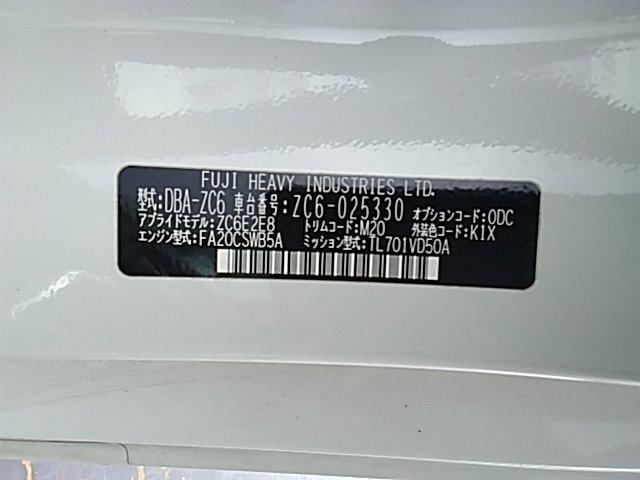 FUJI HEAVY INDUSTRIES LTD.
型式:DBA-ZC6 車台番号:ZC6-025330 オプションコード:ODC
アプライドモデル:ZC6E2E8 トリムコード:M20 外装色コード:K1X
エンジン型式:FA20CSWB5A ミッション型式:TL701VD50A